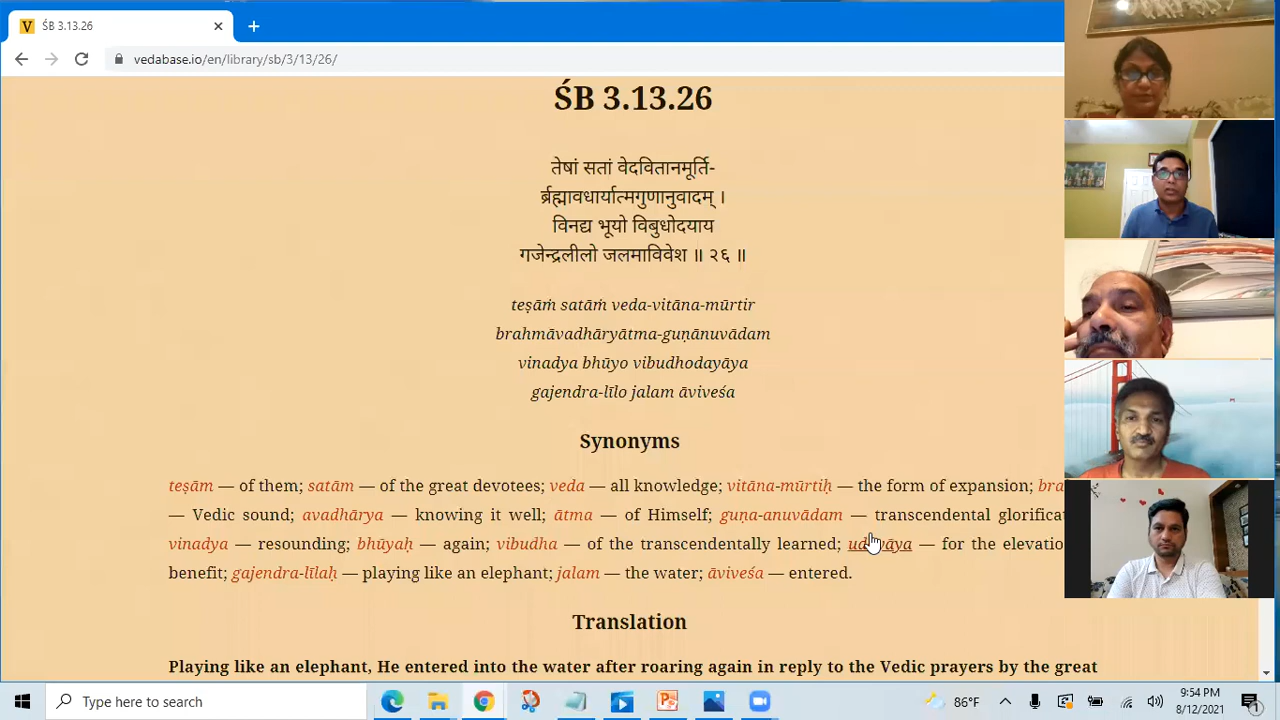 ŚB 3.13.26
vedabase.io/en/library/sb/3/13/26/
ŚB 3.13.26
तेषां सतां वेदवितानमूर्ति-
र्ब्रह्मावधार्यात्मगुणानुवादम् ।
विनद्य भूयो विबुधोदयाय
गजेन्द्रलीलो जलमाविवेश ॥ २६ ॥
teṣāṁ satāṁ veda-vitāna-mūrtir
brahmāvadhāryātma-guṇānuvādam
vinadya bhūyo vibudhodayāya
gajendra-līlo jalam āviveśa
Synonyms
teṣām — of them; satām — of the great devotees; veda — all knowledge; vitāna-mūrtiḥ — the form of expansion;
— Vedic sound; avadhārya — knowing it well; ātma — of Himself; guṇa-anuvādam — transcendental
vinadya — resounding; bhūyaḥ — again; vibudha — of the transcendentally learned; — for the
benefit; gajendra-līlaḥ — playing like an elephant; jalam — the water; āviveśa — entered.
Translation
Playing like an elephant, He entered into the water after roaring again in reply to the Vedic prayers by the great
Type here to search
86°F
9:54 PM
8/12/2021